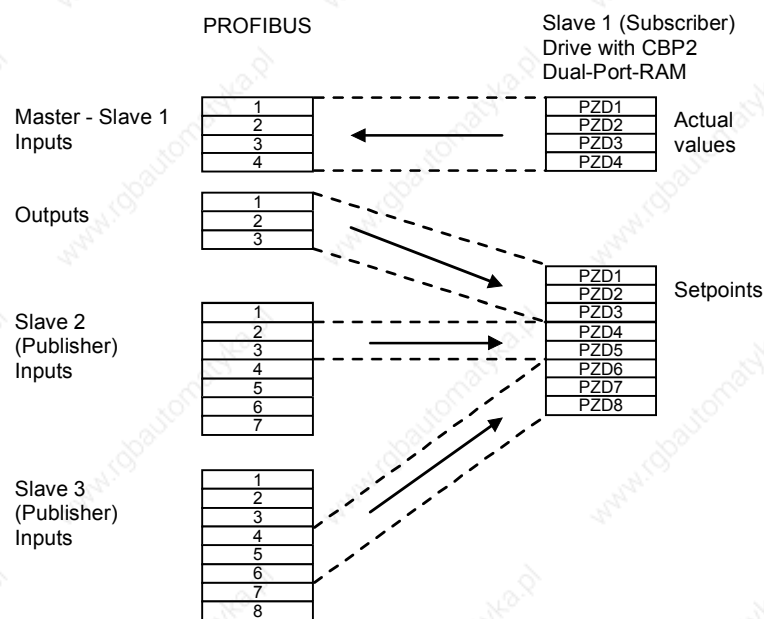 PROFIBUS
Slave 1 (Subscriber)
Drive with CBP2
Dual-Port-RAM
Master - Slave 1
Inputs
1
2
3
4
PZD1
PZD2
PZD3
PZD4
Actual
values
Outputs
1
2
3
PZD1
PZD2
PZD3
PZD4
PZD5
PZD6
PZD7
PZD8
Setpoints
Slave 2
(Publisher)
Inputs
1
2
3
4
5
6
7
Slave 3
(Publisher)
Inputs
1
2
3
4
5
6
7
8
www.rgbautomatyka.pl